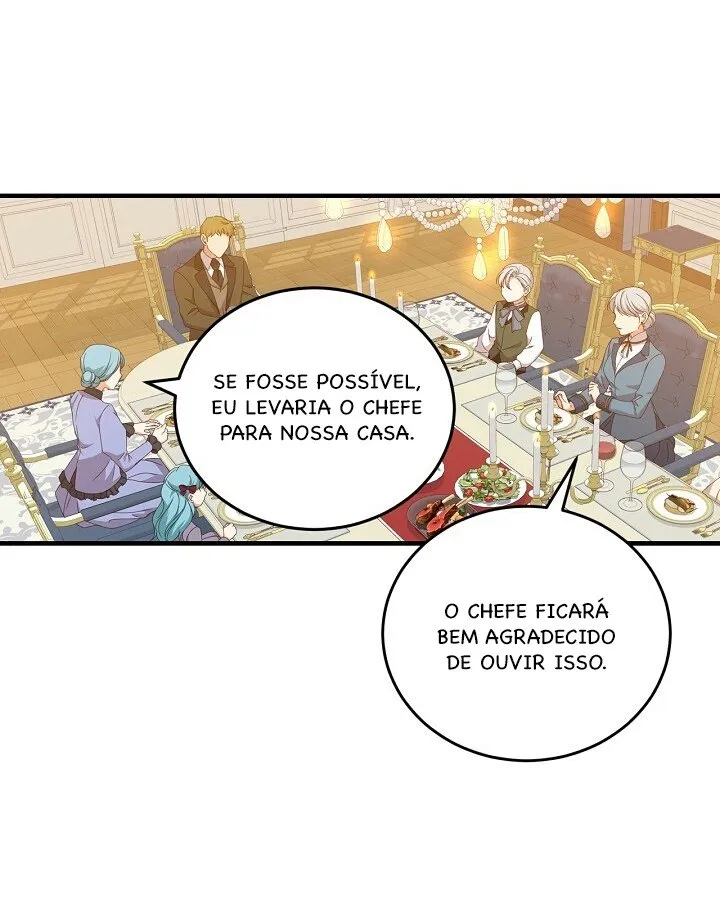 SE FOSSE POSSÍVEL,
EU LEVARIA O CHEFE
PARA NOSSA CASA.
O CHEFE FICARÁ
BEM AGRADECIDO
DE OUVIR ISSO.